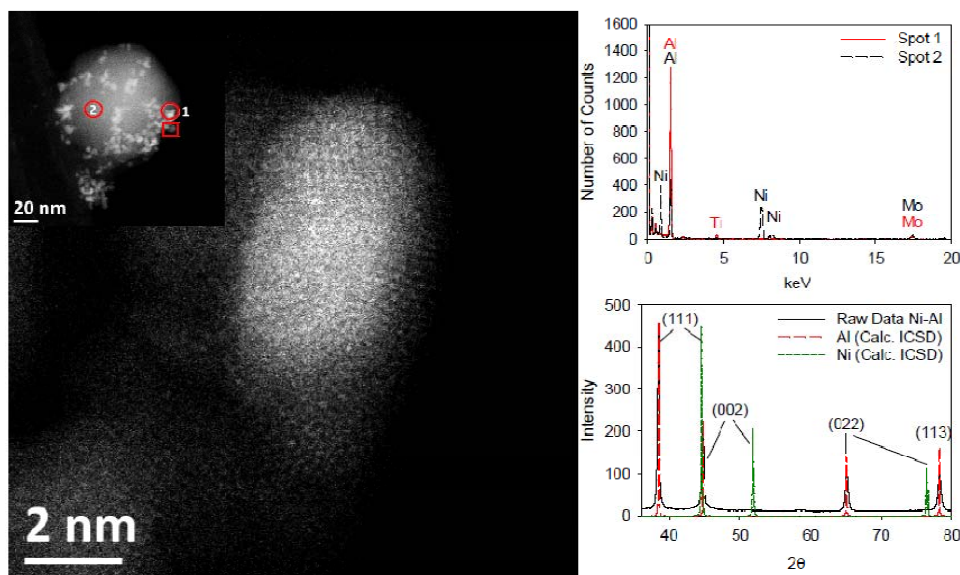 2
1
20 nm
2 nm
1600
1400
1200
1000
800
600
400
200
0
Number of Counts
Al
Al
Ni
Ti
Ni
Ni
Mo
Mo
Spot 1
Spot 2
0 5 10 15 20
keV
500
400
300
200
100
0
Intensity
(111)
(002)
(022)
(113)
Raw Data Ni-Al
Al (Calc. ICSD)
Ni (Calc. ICSD)
40 50 60 70 80
2θ